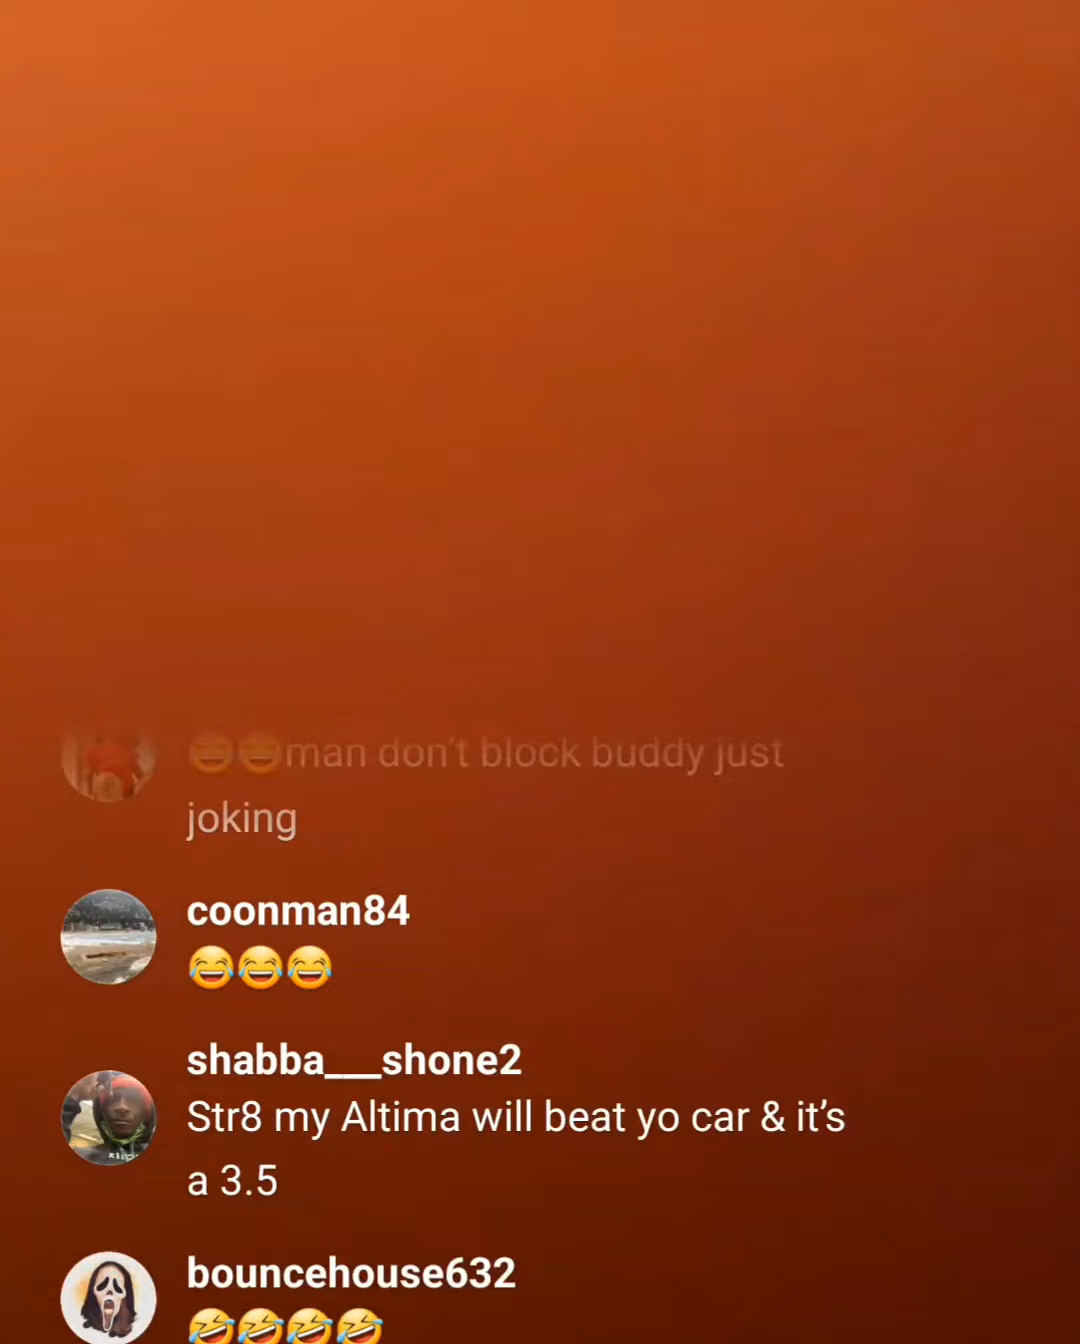 😆😆man don't block buddy just
joking
coonman84
😂😂😂
shabba___shone2
Str8 my Altima will beat yo car & it's
a 3.5
bouncehouse632
🤣🤣🤣🤣